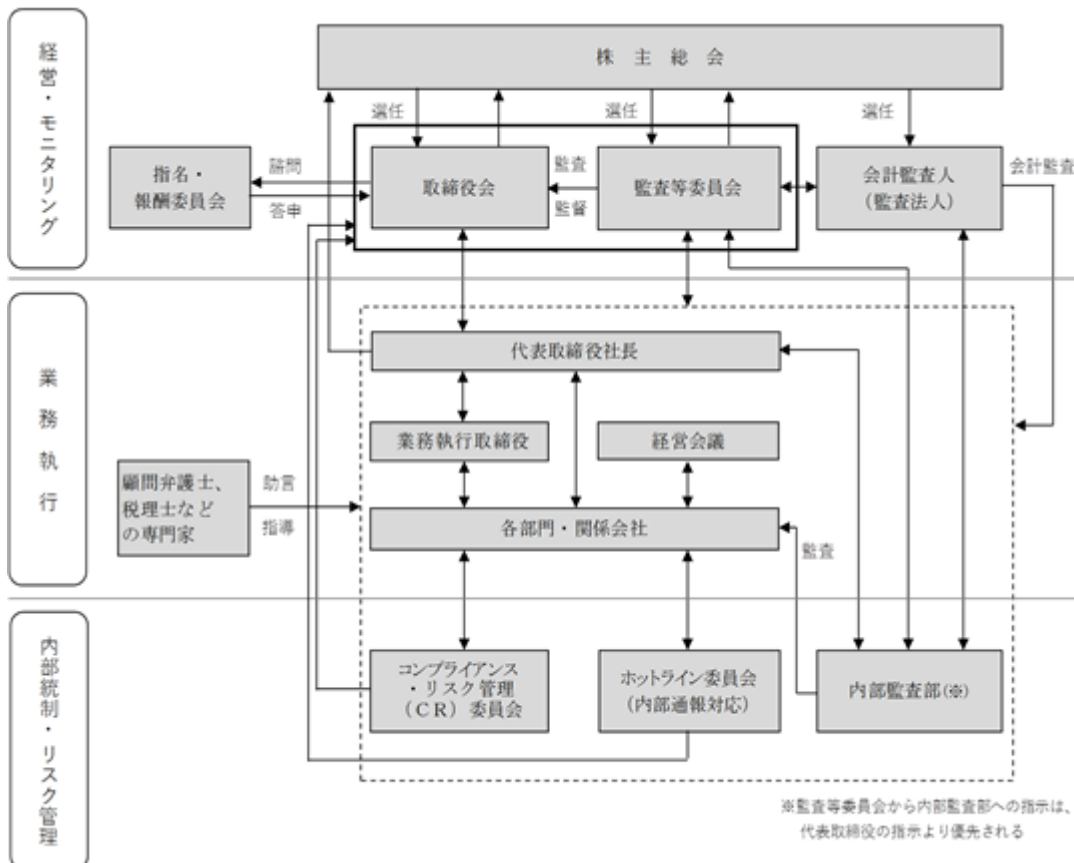 経営・モニタリング
株主総会
選任
選任
選任
指名・
報酬委員会
諮問
答申
取締役会
監査
監督
監査等委員会
会計監査人
(監査法人)
会計監査
業務執行
代表取締役社長
業務執行取締役
経営会議
顧問弁護士、
税理士など
の専門家
助言
指導
各部門・関係会社
監査
内部統制・リスク管理
コンプライアンス
・リスク管理
(CR)委員会
ホットライン委員会
(内部通報対応)
内部監査部(※)
※監査等委員会から内部監査部への指示は、
代表取締役の指示より優先される